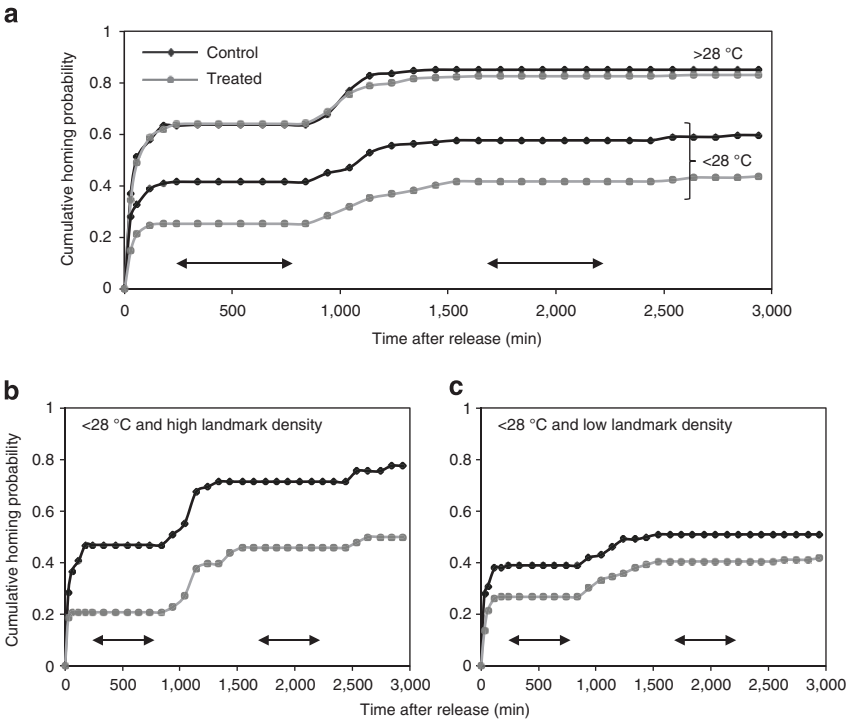 a
1
0.8
0.6
0.4
0.2
0
Cumulative homing probability
Control
Treated
>28 °C
<28 °C
0 500 1,000 1,500 2,000 2,500 3,000
Time after release (min)
b
1
0.8
0.6
0.4
0.2
0
Cumulative homing probability
<28 °C and high landmark density
0 500 1,000 1,500 2,000 2,500 3,000
c
1
0.8
0.6
0.4
0.2
0
<28 °C and low landmark density
0 500 1,000 1,500 2,000 2,500 3,000
Time after release (min)